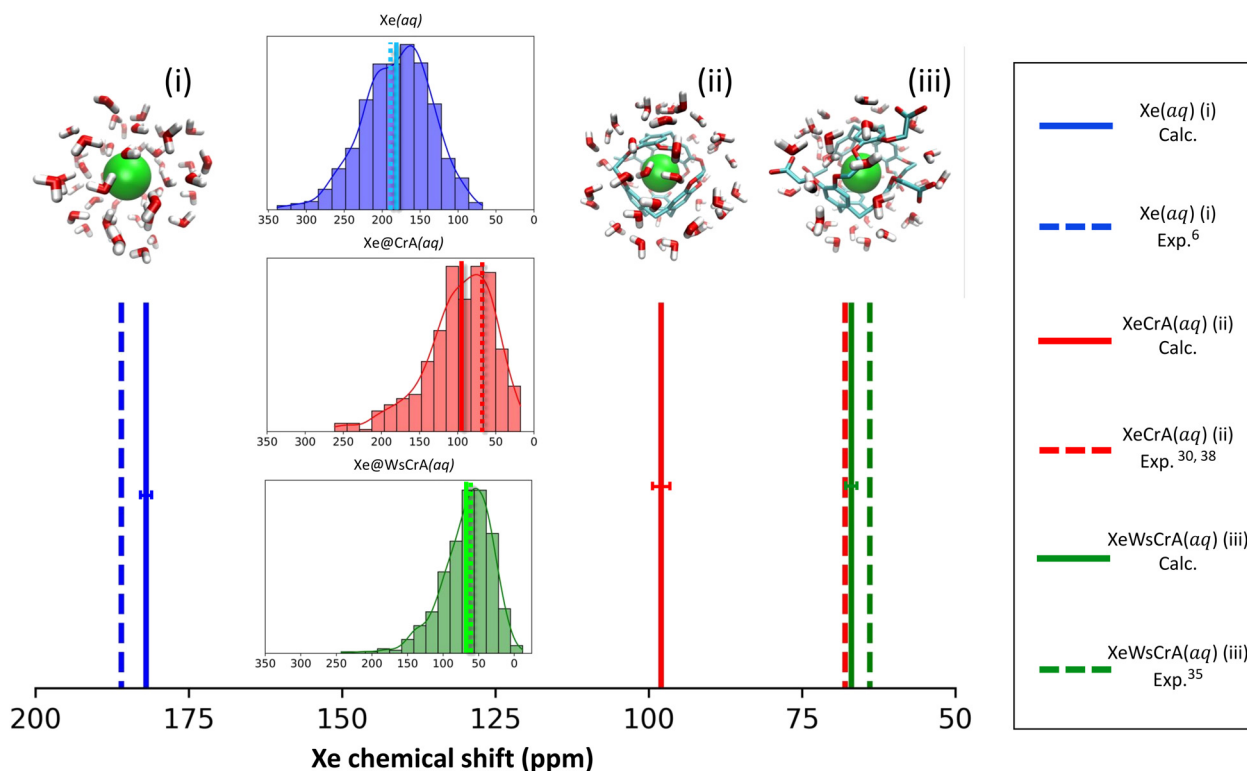 Xe(aq)
(i)
350 300 250 200 150 100 50 0
Xe@CrA(aq)
350 300 250 200 150 100 50 0
Xe@WsCrA(aq)
350 300 250 200 150 100 50 0
(ii)
(iii)
200 175 150 125 100 75 50
Xe chemical shift (ppm)
Xe(aq) (i)
Calc.
Xe(aq) (i)
Exp.6
XeCrA(aq) (ii)
Calc.
XeCrA(aq) (ii)
Exp. 30, 38
XeWsCrA(aq) (iii)
Calc.
XeWsCrA(aq) (iii)
Exp.35